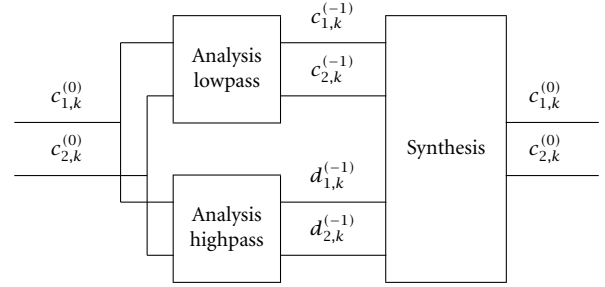 c_{1,k}^{(0)}
c_{2,k}^{(0)}
Analysis
lowpass
Analysis
highpass
c_{1,k}^{(-1)}
c_{2,k}^{(-1)}
d_{1,k}^{(-1)}
d_{2,k}^{(-1)}
Synthesis
c_{1,k}^{(0)}
c_{2,k}^{(0)}